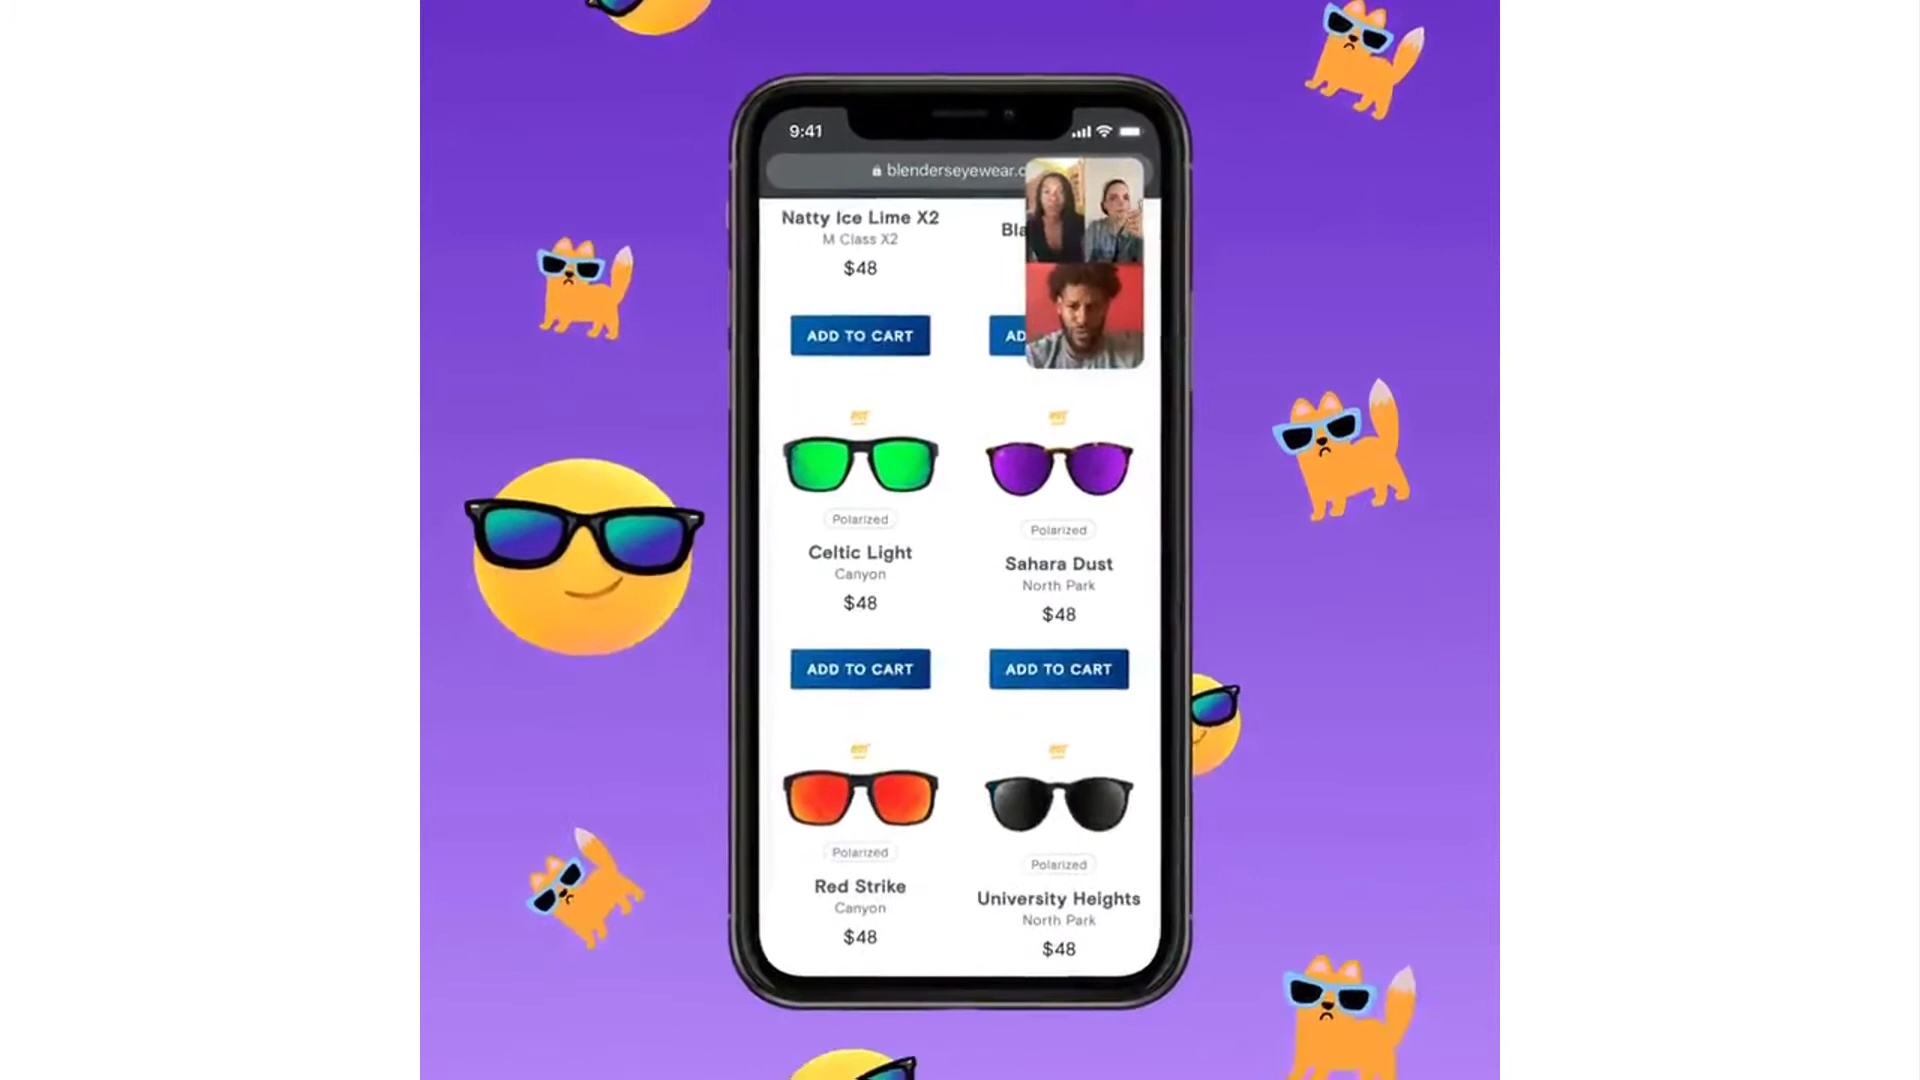 9:41
blenderseyewear.c
Natty Ice Lime X2
M Class X2
$48
ADD TO CART
Bla
AD
Polarized
Celtic Light
Canyon
$48
ADD TO CART
Polarized
Sahara Dust
North Park
$48
ADD TO CART
Polarized
Red Strike
Canyon
$48
Polarized
University Heights
North Park
$48